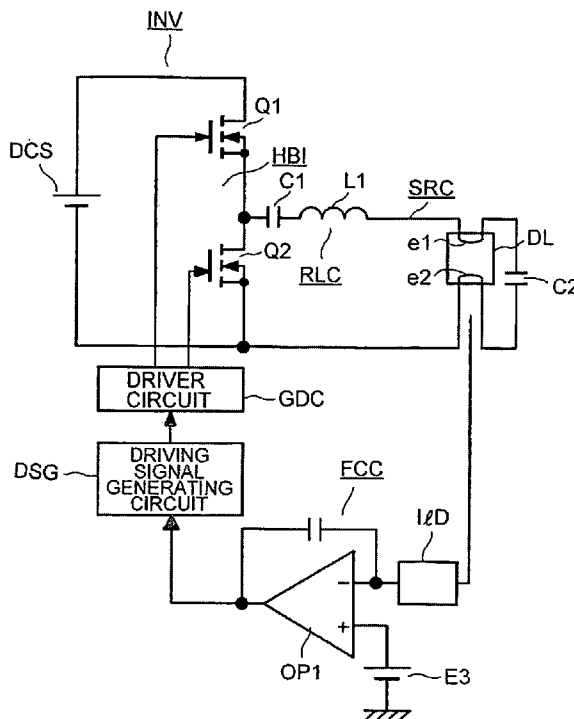 INV
Q1
DCS
HBI
C1
L1
SRC
e1
DL
Q2
RLC
e2
C2
DRIVER
CIRCUIT
GDC
DSG
DRIVING
SIGNAL
GENERATING
CIRCUIT
FCC
IℓD
−
+
OP1
E3